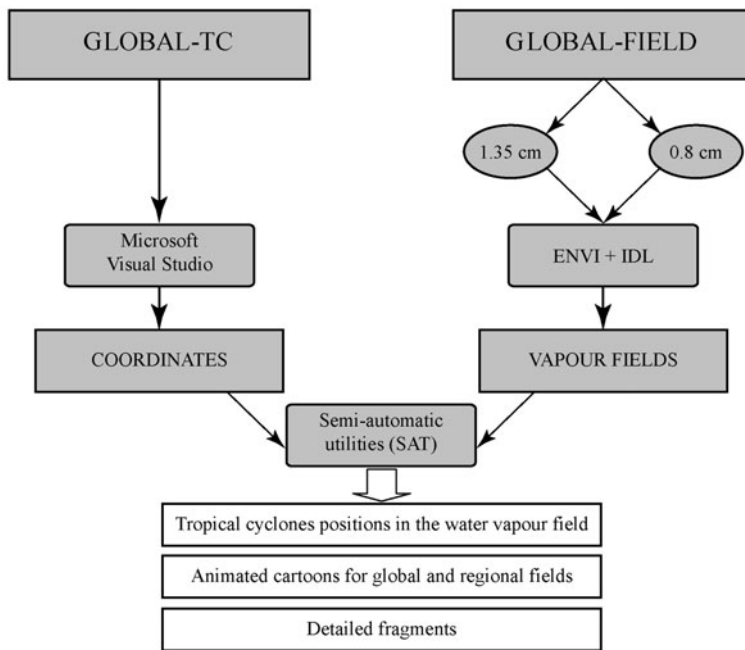 GLOBAL-TC
GLOBAL-FIELD
1.35 cm
0.8 cm
Microsoft
Visual Studio
ENVI + IDL
COORDINATES
VAPOUR FIELDS
Semi-automatic
utilities (SAT)
Tropical cyclones positions in the water vapour field
Animated cartoons for global and regional fields
Detailed fragments